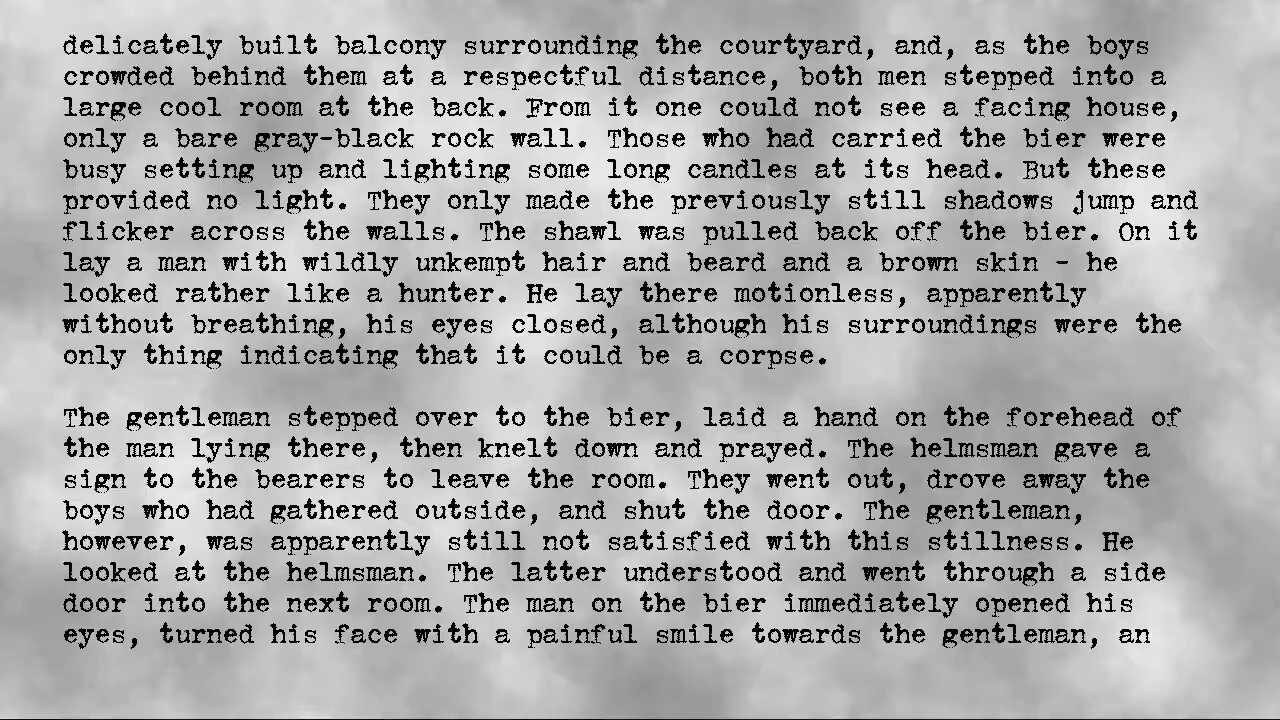 delicately built balcony surrounding the courtyard, and, as the boys
crowded behind them at a respectful distance, both men stepped into a
large cool room at the back. From it one could not see a facing house,
only a bare gray-black rock wall. Those who had carried the bier were
busy setting up and lighting some long candles at its head. But these
provided no light. They only made the previously still shadows jump and
flicker across the walls. The shawl was pulled back off the bier. On it
lay a man with wildly unkempt hair and beard and a brown skin - he
looked rather like a hunter. He lay there motionless, apparently
without breathing, his eyes closed, although his surroundings were the
only thing indicating that it could be a corpse.

The gentleman stepped over to the bier, laid a hand on the forehead of
the man lying there, then knelt down and prayed. The helmsman gave a
sign to the bearers to leave the room. They went out, drove away the
boys who had gathered outside, and shut the door. The gentleman,
however, was apparently still not satisfied with this stillness. He
looked at the helmsman. The latter understood and went through a side
door into the next room. The man on the bier immediately opened his
eyes, turned his face with a painful smile towards the gentleman, an